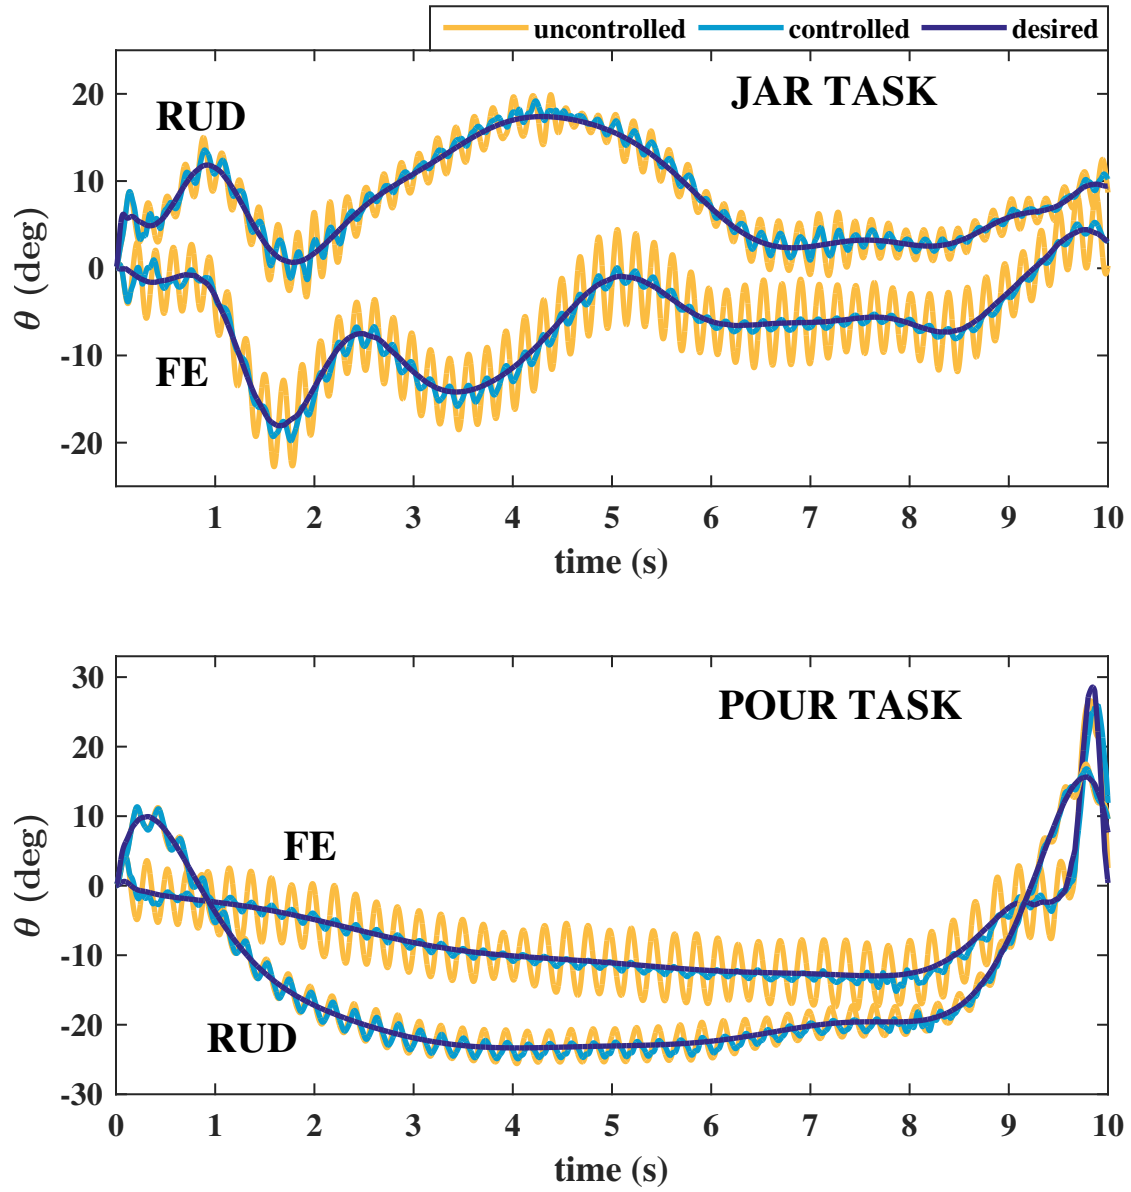 uncontrolled controlled desired
JAR TASK
RUD
FE
20
10
0
-10
-20
θ (deg)
1 2 3 4 5 6 7 8 9 10
time (s)
POUR TASK
FE
RUD
30
20
10
0
-10
-20
-30
θ (deg)
0 1 2 3 4 5 6 7 8 9 10
time (s)